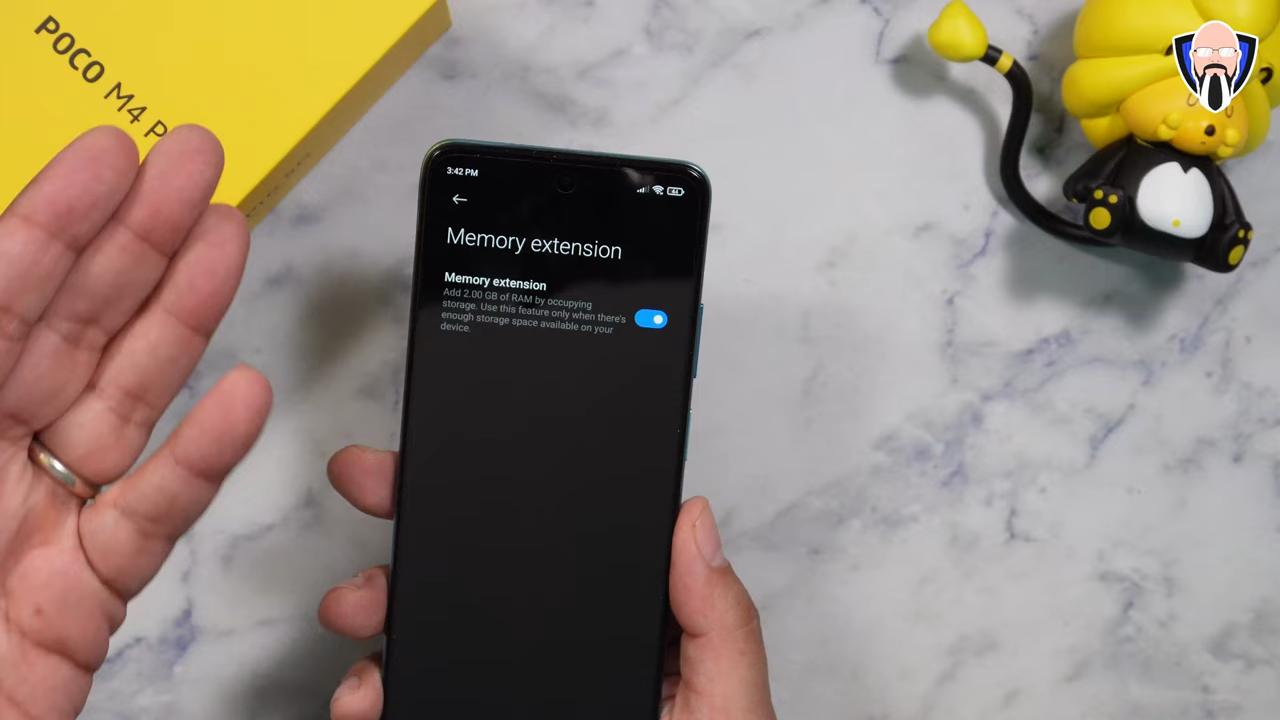 POCO M4 P
3:42 PM
44
Memory extension
Memory extension
Add 2.00 GB of RAM by occupying
storage. Use this feature only when there's
enough storage space available on your
device.